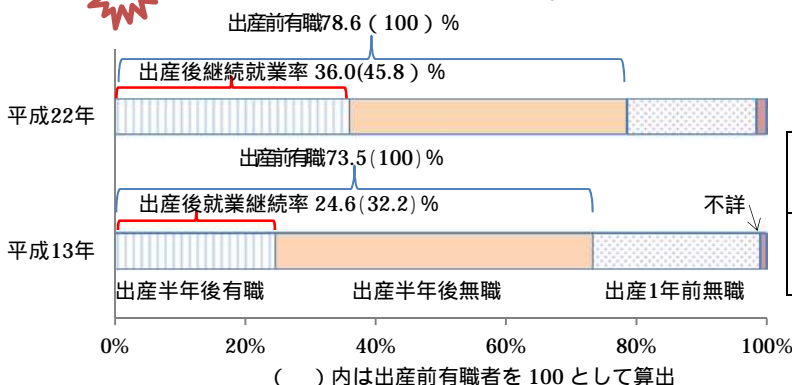 出産前有職78.6（100）%
出産後継続就業率 36.0(45.8）%
平成22年
出産前有職73.5(100)%
出産後就業継続率 24.6(32.2)%
不詳
平成13年
出産半年後有職
出産半年後無職
出産1年前無職
0%
20%
40%
60%
80%
100%
（　）内は出産前有職者を 100 として算出